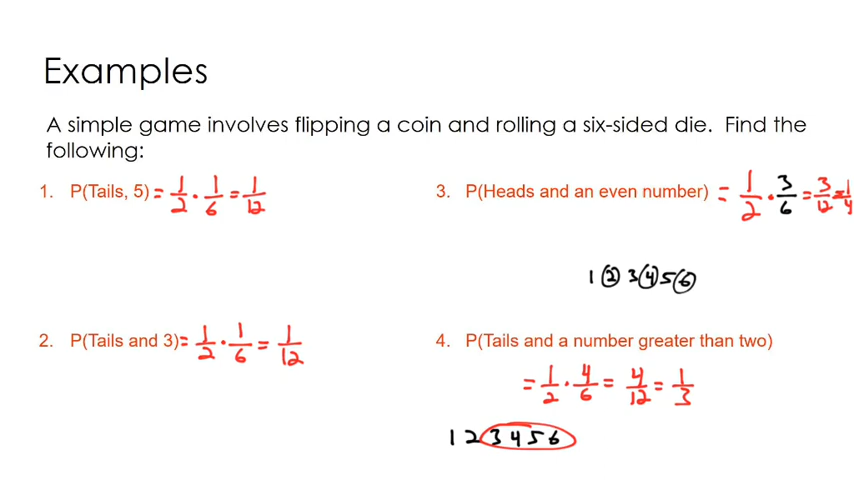 Examples
A simple game involves flipping a coin and rolling a six-sided die. Find the
following:
1. P(Tails, 5) = 1/2 · 1/6 = 1/12
3. P(Heads and an even number) = 1/2 · 3/6 = 3/12 = 1/4
1 2 3 4 5 6
2. P(Tails and 3) = 1/2 · 1/6 = 1/12
4. P(Tails and a number greater than two)
= 1/2 · 4/6 = 4/12 = 1/3
1 2 3 4 5 6